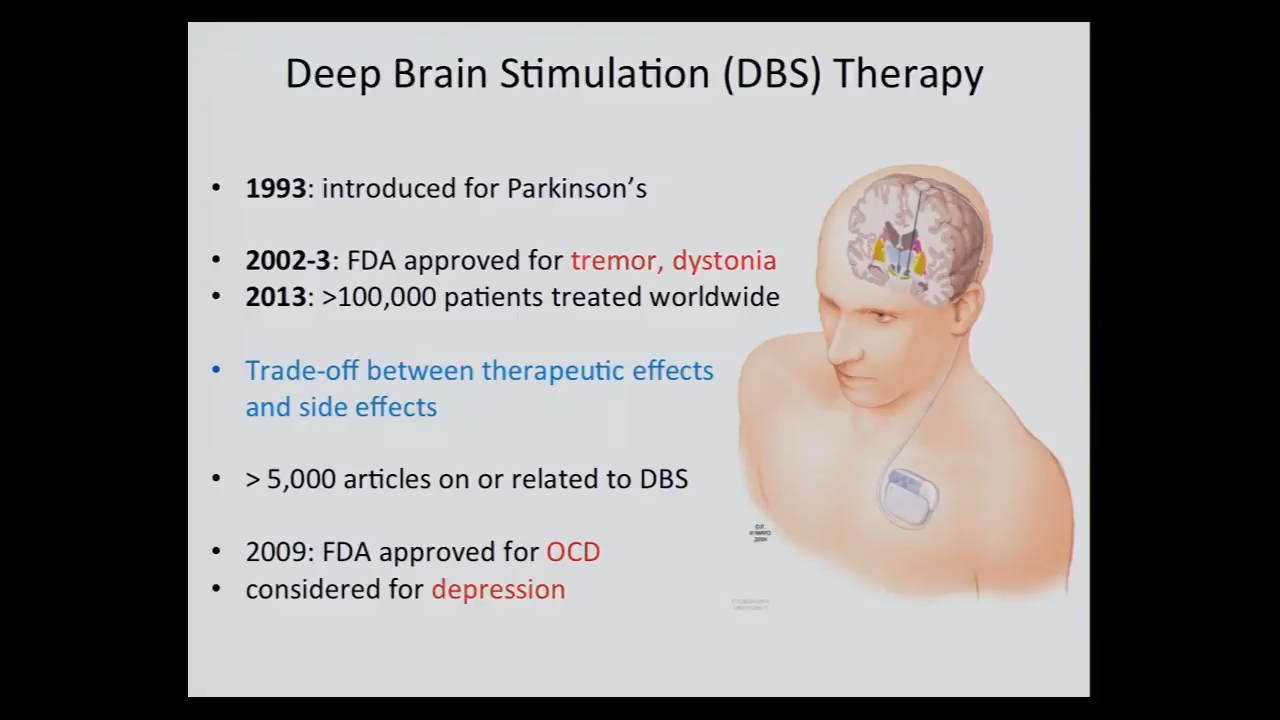 Deep Brain Stimulation (DBS) Therapy
• 1993: introduced for Parkinson's
• 2002-3: FDA approved for tremor, dystonia
• 2013: >100,000 patients treated worldwide
• Trade-off between therapeutic effects
and side effects
• > 5,000 articles on or related to DBS
• 2009: FDA approved for OCD
• considered for depression
© MAYO
2004